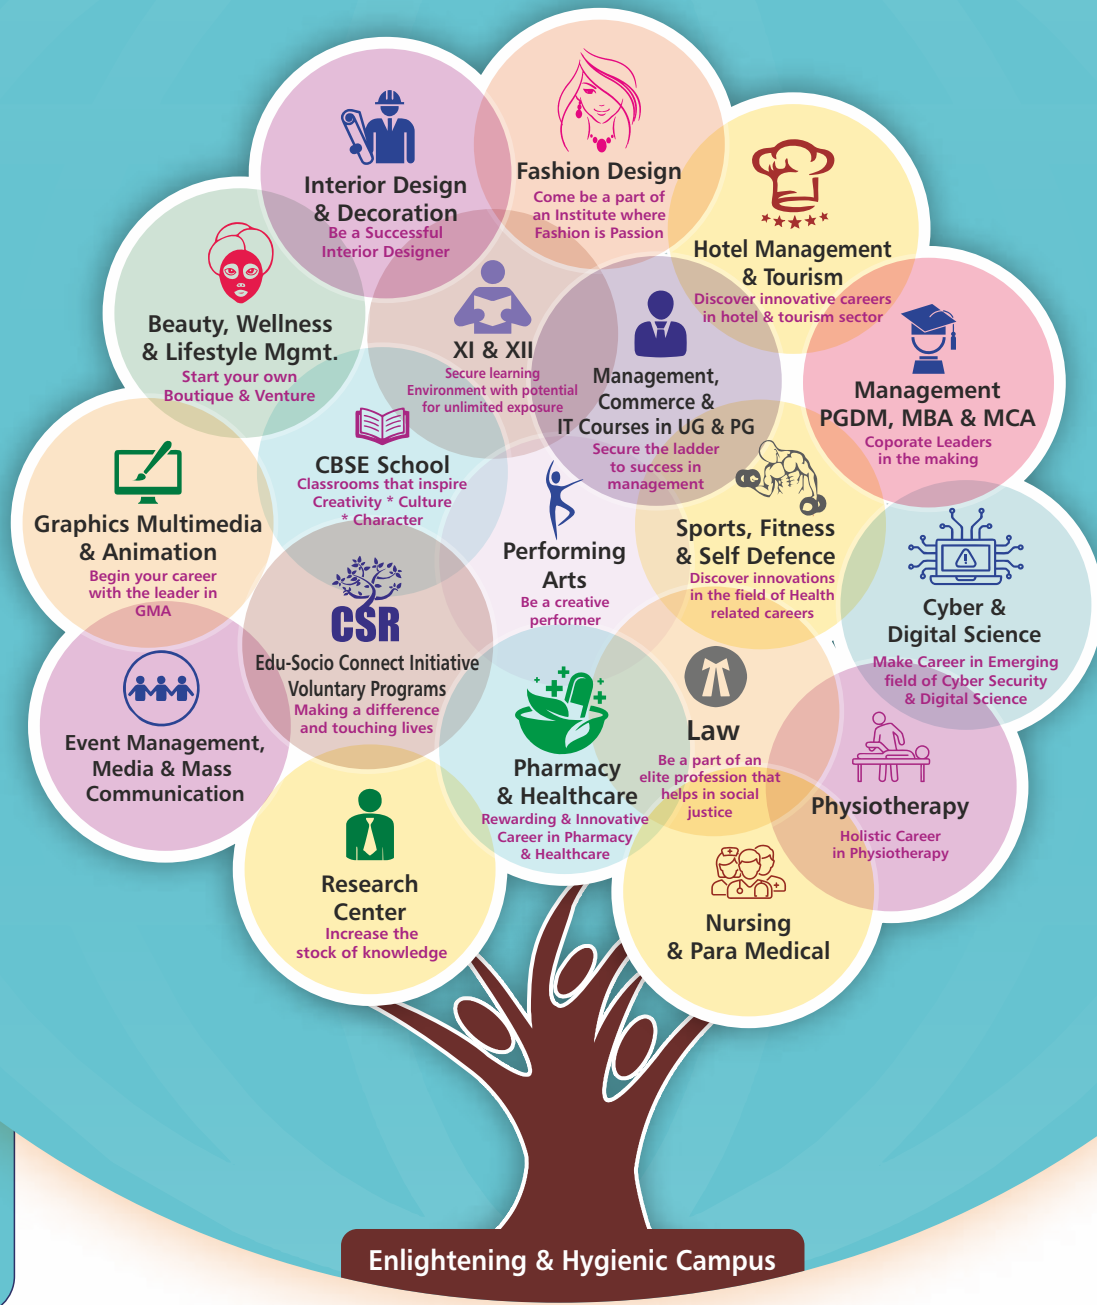 Interior Design
& Decoration
Be a Successful
Interior Designer
Fashion Design
Come be a part of
an Institute where
Fashion is Passion
Hotel Management
& Tourism
Discover innovative careers
in hotel & tourism sector
Beauty, Wellness
& Lifestyle Mgmt.
Start your own
Boutique & Venture
XI & XII
Secure learning
Environment with potential
for unlimited exposure
Management,
Commerce &
IT Courses in UG & PG
Secure the ladder
to success in
management
Management
PGDM, MBA & MCA
Coporate Leaders
in the making
CBSE School
Classrooms that inspire
Creativity * Culture
* Character
Graphics Multimedia
& Animation
Begin your career
with the leader in
GMA
Performing
Arts
Be a creative
performer
Sports, Fitness
& Self Defence
Discover innovations
in the field of Health
related careers
Cyber &
Digital Science
Make Career in Emerging
field of Cyber Security
& Digital Science
CSR
Edu-Socio Connect Initiative
Voluntary Programs
Making a difference
and touching lives
Event Management,
Media & Mass
Communication
Pharmacy
& Healthcare
Rewarding & Innovative
Career in Pharmacy
& Healthcare
Law
Be a part of an
elite profession that
helps in social
justice
Physiotherapy
Holistic Career
in Physiotherapy
Research
Center
Increase the
stock of knowledge
Nursing
& Para Medical
Enlightening & Hygienic Campus